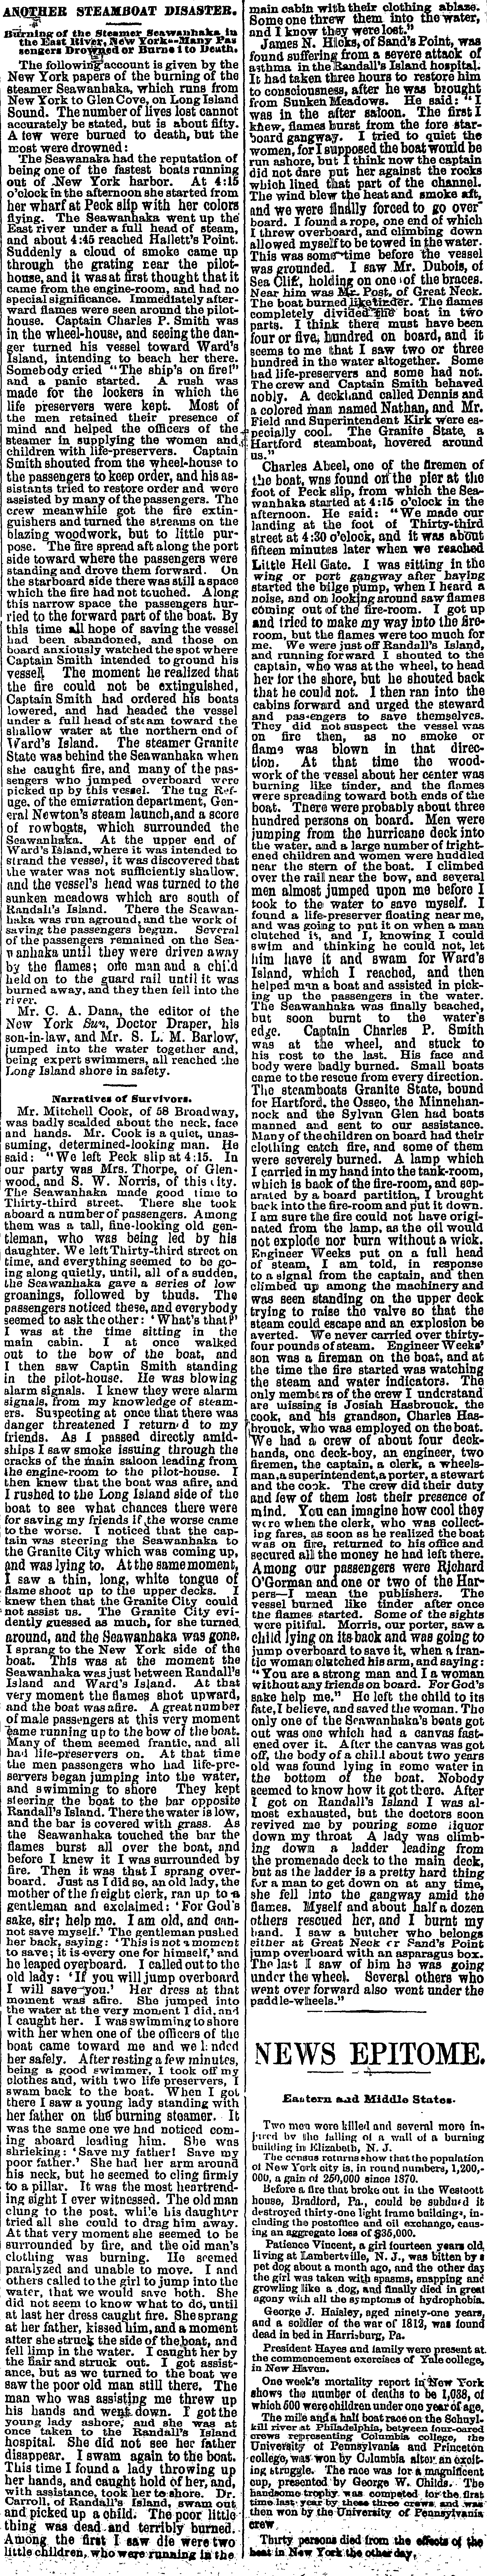 ANOTHER STEAMBOAT DISASTER.
Burning of the Steamer Seawanhaka in
the East River, New York--Many Pas
sengers Drowned or Burned to Death.
The following account is given by the
New York papers of the burning of the
steamer Seawanhaka, which runs from
New York to Glen Cove, on Long Island
Sound. The number of lives lost cannot
accurately be stated, but is about fifty.
A few were burned to death, but the
most were drowned:
The Seawanaka had the reputation of
being one of the fastest boats running
out of New York harbor. At 4:15
o'clock in the afternoon she started from
her wharf at Peck slip with her colors
flying. The Seawanhaka went up the
East river under a full head of steam,
and about 4:45 reached Hallett's Point.
Suddenly a cloud of smoke came up
through the grating near the pilot-
house, and it was at first thought that it
came from the engine-room, and had no
special significance. Immediately after-
ward flames were seen around the pilot-
house. Captain Charles P. Smith was
in the wheel-house, and seeing the dan-
ger turned his vessel toward Ward's
Island, intending to beach her there.
Somebody cried "The ship's on fire!"
and a panic started. A rush was
made for the lockers in which the
life preservers were kept. Most of
the men retained their presence of
mind and helped the officers of the
steamer in supplying the women and
children with life-preservers. Captain
Smith shouted from the wheel-house to
the passengers to keep order, and his as-
sistants tried to restore order and were
assisted by many of the passengers. The
crew meanwhile got the fire extin-
guishers and turned the streams on the
blazing woodwork, but to little pur-
pose. The fire spread aft along the port
side toward where the passengers were
standing and drove them forward. On
the starboard side there was still a space
which the fire had not touched. Along
this narrow space the passengers hur-
ried to the forward part of the boat. By
this time all hope of saving the vessel
had been abandoned, and those on
board anxiously watched the spot where
Captain Smith intended to ground his
vessel. The moment he realized that
the fire could not be extinguished,
Captain Smith had ordered his boats
lowered, and had headed the vessel
under a full head of steam toward the
shallow water at the northern end of
Ward's Island. The steamer Granite
State was behind the Seawanhaka when
she caught fire, and many of the pas-
sengers who jumped overboard were
picked up by this vessel. The tug Ref-
uge, of the emigration department, Gen-
eral Newton's steam launch, and a score
of rowboats, which surrounded the
Seawanhaka. At the upper end of
Ward's Island, where it was intended to
strand the vessel, it was discovered that
the water was not sufficiently shallow,
and the vessel's head was turned to the
sunken meadows which are south of
Randall's Island. There the Seawan-
haka was run aground, and the work of
saving the passengers begun. Several
of the passengers remained on the Sea-
wanhaka until they were driven away
by the flames; one man and a child
held on to the guard rail until it was
burned away, and they then fell into the
river.
Mr. C. A. Dana, the editor of the
New York Sun, Doctor Draper, his
son-in-law, and Mr. S. L. M. Barlow,
jumped into the water together and,
being expert swimmers, all reached the
Long Island shore in safety.
Narratives of Survivors.
Mr. Mitchell Cook, of 58 Broadway,
was badly scalded about the neck, face
and hands. Mr. Cook is a quiet, unas-
suming, determined-looking man. He
said: "We left Peck slip at 4:15. In
our party was Mrs. Thorpe, of Glen-
wood, and S. W. Norris, of this city.
The Seawanhaka made good time to
Thirty-third street. There she took
aboard a number of passengers. Among
them was a tall, fine-looking old gen-
tleman, who was being led by his
daughter. We left Thirty-third street on
time, and everything seemed to be go-
ing along quietly, until, all of a sudden,
the Seawanhaka gave a series of low
groanings, followed by thuds. The
passengers noticed these, and everybody
seemed to ask the other: 'What's that?'
I was at the time sitting in the
main cabin. I at once walked
out to the bow of the boat, and
I then saw Captin Smith standing
in the pilot-house. He was blowing
alarm signals. I knew they were alarm
signals, from my knowledge of steam-
ers. Suspecting at once that there was
danger threatened I returned to my
friends. As I passed directly amid-
ships I saw smoke issuing through the
cracks of the main saloon leading from
the engine-room to the pilot-house. I
then knew that the boat was afire, and
I rushed to the Long Island side of the
boat to see what chances there were
for saving my friends if the worse came
to the worse. I noticed that the cap-
tain was steering the Seawanhaka to
the Granite City which was coming up,
and was lying to. At the same moment,
I saw a thin, long, white tongue of
flame shoot up to the upper decks. I
knew then that the Granite City could
not assist us. The Granite City evi-
dently guessed as much, for she turned
around, and the Seawanhaka was gone.
I sprang to the New York side of the
boat. This was at the moment the
Seawanhaka was just between Randall's
Island and Ward's Island. At that
very moment the flames shot upward,
and the boat was afire. A great number
of male passengers at this very moment
came running up to the bow of the boat.
Many of them seemed frantic, and all
had life-preservers on. At that time
the men passengers who had life-pre-
servers began jumping into the water,
and swimming to shore They kept
steering the boat to the bar opposite
Randall's Island. There the water is low,
and the bar is covered with grass. As
the Seawanhaka touched the bar the
flames burst all over the boat, and
before I knew it I was surrounded by
fire. Then it was that I sprang over-
board. Just as I did so, an old lady, the
mother of the freight clerk, ran up to a
gentleman and exclaimed: 'For God's
sake, sir; help me. I am old, and can-
not save myself.' The gentleman pushed
her back, saying: 'This is not a moment
to save; it is every one for himself,' and
he leaped overboard. I called out to the
old lady: 'If you will jump overboard
I will save you.' Her dress at that
moment was afire. She jumped into
the water at the very moment I did, and
I caught her. I was swimming to shore
with her when one of the officers of the
boat came toward me and we landed
her safely. After resting a few minutes,
being a good swimmer, I took off my
clothes and, with two life preservers, I
swam back to the boat. When I got
there I saw a young lady standing with
her father on the burning steamer. It
was the same one we had noticed com-
ing aboard leading him. She was
shrieking: 'Save my father! Save my
poor father.' She had her arm around
his neck, but he seemed to cling firmly
to a pillar. It was the most heartrend-
ing sight I ever witnessed. The old man
clung to the post, while his daughter
tried all she could to drag him away.
At that very moment she seemed to be
surrounded by fire, and the old man's
clothing was burning. He seemed
paralyzed and unable to move. I and
others called to the girl to jump into the
water, that we would save both. She
did not seem to know what to do, until
at last her dress caught fire. She sprang
at her father, kissed him, and a moment
after she struck the side of the boat, and
fell limp in the water. I caught her by
the hair and struck out. I got assist-
ance, but as we turned to the boat we
saw the poor old man still there. The
man who was assisting me threw up
his hands and went down. I got the
young lady ashore, and she was at
once taken to the Randall's Island
hospital. She did not see her father
disappear. I swam again to the boat.
This time I found a lady throwing up
her hands, and caught hold of her, and,
with assistance, took her to shore. Dr.
Carroll, of Randall's Island, swam out
and picked up a child. The poor little
thing was dead and terribly burned.
Among the first I saw die were two
little children, who were running in the
main cabin with their clothing ablaze.
Some one threw them into the water,
and I know they were lost."
James N. Hicks, of Sand's Point, was
found suffering from a severe attack of
asthma in the Randall's Island hospital.
It had taken three hours to restore him
to consciousness, after he was brought
from Sunken Meadows. He said: "I
was in the after saloon. The first I
knew, flames burst from the fore star-
board gangway. I tried to quiet the
women, for I supposed the boat would be
run ashore, but I think now the captain
did not dare put her against the rocks
which lined that part of the channel.
The wind blew the heat and smoke aft,
and we were finally forced to go over
board. I found a rope, one end of which
I threw overboard, and climbing down
allowed myself to be towed in the water.
This was some time before the vessel
was grounded. I saw Mr. Dubois, of
Sea Cliff, holding on one of the braces.
Near him was Mr. Post, of Great Neck.
The boat burned like tinder. The flames
completely divided the boat in two
parts. I think there must have been
four or five hundred on board, and it
seems to me that I saw two or three
hundred in the water altogether. Some
had life-preservers and some had not.
The crew and Captain Smith behaved
nobly. A deckhand called Dennis and
a colored man named Nathan, and Mr.
Field and Superintendent Kirk were es-
pecially cool. The Granite State, a
Hartford steamboat, hovered around
us."
Charles Abeel, one of the firemen of
the boat, was found on the pier at the
foot of Peck slip, from which the Sea-
wanhaka started at 4:15 o'clock in the
afternoon. He said: "We made our
landing at the foot of Thirty-third
street at 4:30 o'clock, and it was about
fifteen minutes later when we reached
Little Hell Gate. I was sitting in the
wing or port gangway after having
started the bilge pump, when I heard a
noise, and on looking around saw flames
coming out of the fire-room. I got up
and tried to make my way into the fire-
room, but the flames were too much for
me. We were just off Randall's Island,
and running forward I shouted to the
captain, who was at the wheel, to head
her for the shore, but he shouted back
that he could not. I then ran into the
cabins forward and urged the steward
and passengers to save themselves.
They did not suspect the vessel was
on fire then, as no smoke or
flame was blown in that direc-
tion. At that time the wood-
work of the vessel about her center was
burning like tinder, and the flames
were spreading toward both ends of the
boat. There were probably about three
hundred persons on board. Men were
jumping from the hurricane deck into
the water, and a large number of fright-
ened children and women were huddled
near the stern of the boat. I climbed
over the rail near the bow, and several
men almost jumped upon me before I
took to the water to save myself. I
found a life-preserver floating near me,
and was going to put it on when a man
clutched it, and I, knowing I could
swim and thinking he could not, let
him have it and swam for Ward's
Island, which I reached, and then
helped man a boat and assisted in pick-
ing up the passengers in the water.
The Seawanhaka was finally beached,
but soon burned to the water's
edge. Captain Charles P. Smith
was at the wheel, and stuck to
his post to the last. His face and
body were badly burned. Small boats
came to the rescue from every direction.
The steamboats Granite State, bound
for Hartford, the Osseo, the Minnehan-
nock and the Sylvan Glen had boats
manned and sent to our assistance.
Many of the children on board had their
clothing catch fire, and some of them
were severely burned. A lamp which
I carried in my hand into the tank-room,
which is back of the fire-room, and sep-
arated by a board partition, I brought
back into the fire-room and put it down.
I am sure the fire could not have origi-
nated from the lamp, as the oil would
not explode nor burn without a wick.
Engineer Weeks put on a full head
of steam, I am told, in response
to a signal from the captain, and then
climbed up among the machinery and
was seen standing on the upper deck
trying to raise the valve so that the
steam could escape and an explosion be
averted. We never carried over thirty-
four pounds of steam. Engineer Weeks'
son was a fireman on the boat, and at
the time the fire started was watching
the steam and water indicators. The
only members of the crew I understand
are missing is Josiah Hasbrouck, the
cook, and his grandson, Charles Has-
brouck, who was employed on the boat.
We had a crew of about four deck-
hands, one deck-boy, an engineer, two
firemen, the captain, a clerk, a wheels-
man, a superintendent, a porter, a stewart
and the cook. The crew did their duty
and few of them lost their presence of
mind. You can imagine how cool they
were when the clerk, who was collect-
ing fares, as soon as he realized the boat
was on fire, returned to his office and
secured all the money he had left there.
Among our passengers were Richard
O'Gorman and one or two of the Har-
pers—I mean the publishers. The
vessel burned like tinder after once
the flames started. Some of the sights
were pitiful. Morris, our porter, saw a
child lying on its back and was going to
jump overboard to save it, when a fran-
tic woman clutched his arm, and saying:
"You are a strong man and I a woman
without any friends on board. For God's
sake help me." He left the child to its
fate, I believe, and saved the woman. The
only one of the Seawanhaka's boats got
out was one which had a canvas fast-
ened over it. After the canvas was got
off, the body of a child about two years
old was found lying in some water in
the bottom of the boat. Nobody
seemed to know how it got there. After
I got on Randall's Island I was al-
most exhausted, but the doctors soon
revived me by pouring some liquor
down my throat A lady was climb-
ing down a ladder leading from
the promenade deck to the main deck,
but as the ladder is a pretty hard thing
for a man to get down on at any time,
she fell into the gangway amid the
flames. Myself and about half a dozen
others rescued her, and I burnt my
hand. I saw a butcher who belongs
either at Great Neck or Sand's Point
jump overboard with an asparagus box.
The last I saw of him he was going
under the wheel. Several others who
went over forward also went under the
paddle-wheels."
NEWS EPITOME.
Eastern and Middle States.
Two men were killed and several more in-
jured by the falling of a wall of a burning
building in Elizabeth, N. J.
The census returns show that the population
of New York city is, in round numbers, 1,200,-
000, a gain of 250,000 since 1870.
Before a fire that broke out in the Westcott
house, Bradford, Pa., could be subdued it
destroyed thirty-one light frame buildings, in-
cluding the postoffice and oil exchange, caus-
ing an aggregate loss of $35,000.
Patience Vincent, a girl fourteen years old,
living at Lambertville, N. J., was bitten by a
pet dog about a month ago, and the other day
the girl was taken with spasms, snapping and
growling like a dog, and finally died in great
agony with all the symptoms of hydrophobia.
George J. Haisley, aged ninety-one years,
and a soldier of the war of 1812, was found
dead in bed in Harrisburg, Pa.
President Hayes and family were present at
the commencement exercises of Yale college,
in New Haven.
One week's mortality report in New York
shows the number of deaths to be 1,038, of
which 600 were children under one year of age.
The mile and a half boat race on the Schuyl-
kill river at Philadelphia, between four-oared
crews representing Columbia college, the
University of Pennsylvania and Princeton
college, was won by Columbia after an excit-
ing struggle. The race was for a magnificent
cup, presented by George W. Childs. The
handsome trophy was competed for the first
time last year by these three crews, and was
then won by the University of Pennsylvania
crew.
Thirty persons died from the effects of the
heat in New York the other day.